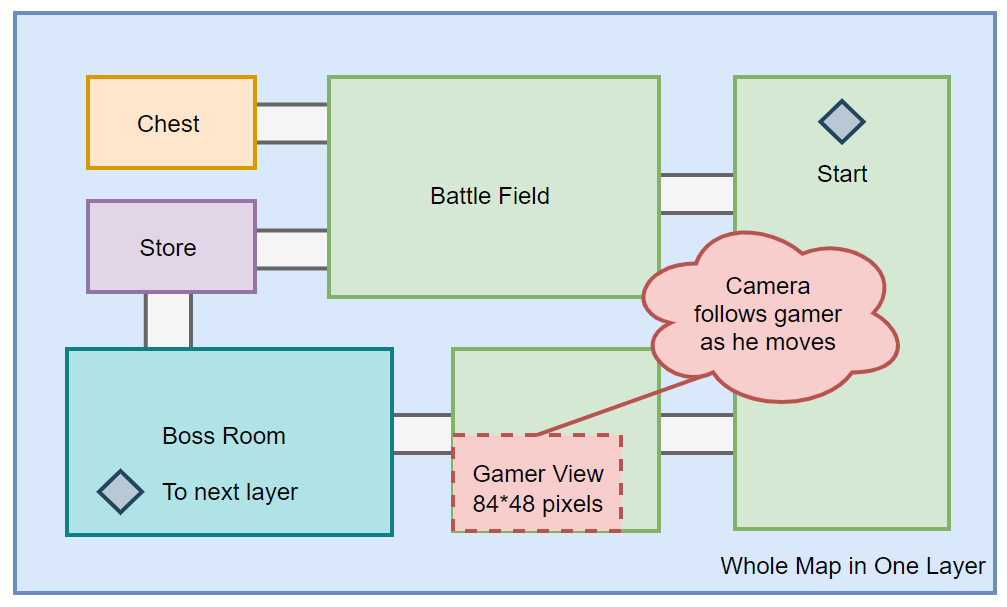 Chest
Battle Field
Start
Store
Camera
follows gamer
as he moves
Boss Room
To next layer
Gamer View
84*48 pixels
Whole Map in One Layer